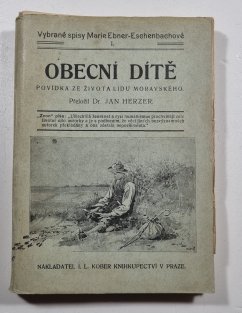 Vybrané spisy Marie Ebner-Eschenbachové
I.
OBECNÍ DÍTĚ
POVÍDKA ZE ŽIVOTA LIDU MORAVSKÉHO.
Přeložil Dr. JAN HERZER.
NAKLADATEL I. L. KOBER KNIHKUPECTVÍ V PRAZE.